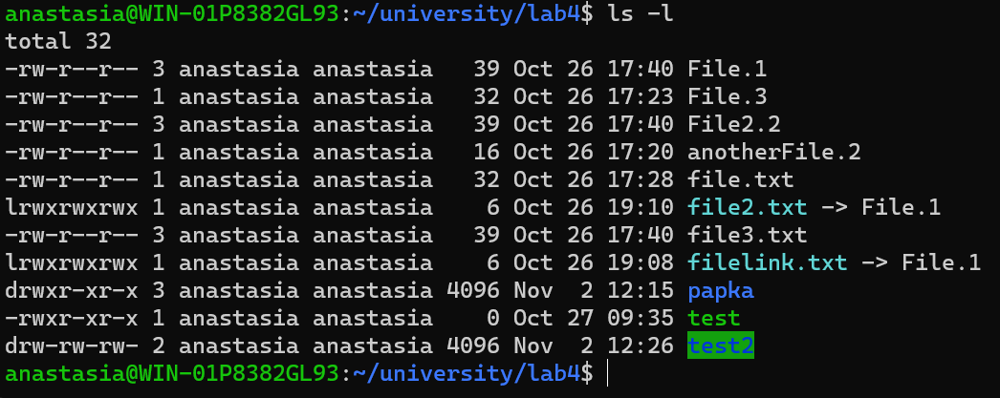 anastasia@WIN-01P8382GL93:~/university/lab4$ ls -l
total 32
-rw-r--r-- 3 anastasia anastasia   39 Oct 26 17:40 File.1
-rw-r--r-- 1 anastasia anastasia   32 Oct 26 17:23 File.3
-rw-r--r-- 3 anastasia anastasia   39 Oct 26 17:40 File2.2
-rw-r--r-- 1 anastasia anastasia   16 Oct 26 17:20 anotherFile.2
-rw-r--r-- 1 anastasia anastasia   32 Oct 26 17:28 file.txt
lrwxrwxrwx 1 anastasia anastasia    6 Oct 26 19:10 file2.txt -> File.1
-rw-r--r-- 3 anastasia anastasia   39 Oct 26 17:40 file3.txt
lrwxrwxrwx 1 anastasia anastasia    6 Oct 26 19:08 filelink.txt -> File.1
drwxr-xr-x 3 anastasia anastasia 4096 Nov  2 12:15 papka
-rwxr-xr-x 1 anastasia anastasia    0 Oct 27 09:35 test
drw-rw-rw- 2 anastasia anastasia 4096 Nov  2 12:26 test2
anastasia@WIN-01P8382GL93:~/university/lab4$